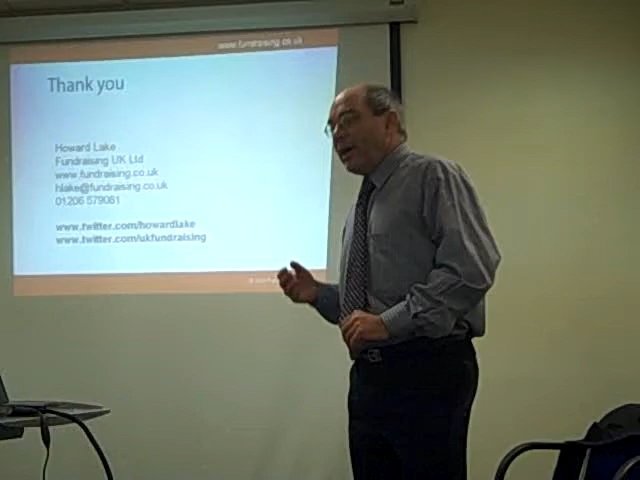 www.fundraising.co.uk
Thank you
Howard Lake
Fundraising UK Ltd
www.fundraising.co.uk
hlake@fundraising.co.uk
01206 579081
www.twitter.com/howardlake
www.twitter.com/ukfundraising